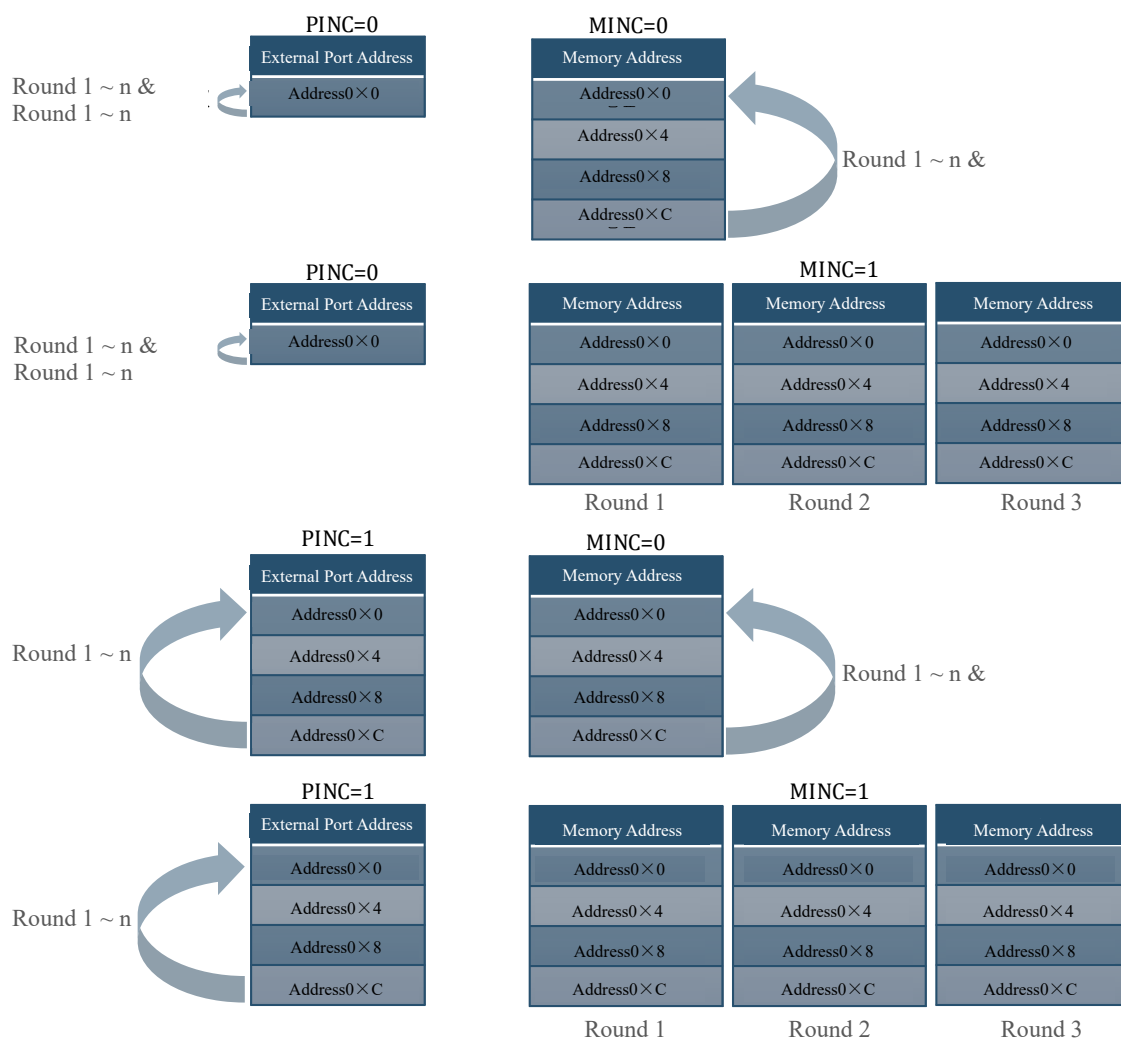 PINC=0
MINC=0
External Port Address
Memory Address
Round 1 ~ n &
Round 1 ~ n
Address0×0
Address0×0
Address0×4
Address0×8
Address0×C
Round 1 ~ n &
PINC=0
MINC=1
External Port Address
Memory Address
Memory Address
Memory Address
Round 1 ~ n &
Round 1 ~ n
Address0×0
Address0×0
Address0×0
Address0×0
Address0×4
Address0×4
Address0×4
Address0×8
Address0×8
Address0×8
Address0×C
Address0×C
Address0×C
Round 1
Round 2
Round 3
PINC=1
MINC=0
External Port Address
Memory Address
Round 1 ~ n
Address0×0
Address0×4
Address0×8
Address0×C
Address0×0
Address0×4
Address0×8
Address0×C
Round 1 ~ n &
PINC=1
MINC=1
External Port Address
Memory Address
Memory Address
Memory Address
Round 1 ~ n
Address0×0
Address0×4
Address0×8
Address0×C
Address0×0
Address0×0
Address0×0
Address0×4
Address0×4
Address0×4
Address0×8
Address0×8
Address0×8
Address0×C
Address0×C
Address0×C
Round 1
Round 2
Round 3